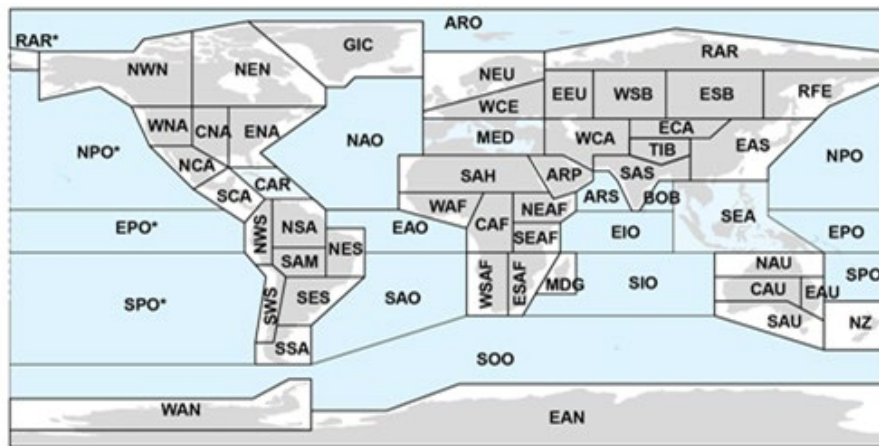 ARO
RAR*
GIC
RAR
NWN
NEN
NEU
EEU
WSB
ESB
RFE
WCE
WNA
CNA
ENA
NAO
MED
WCA
ECA
EAS
NPO*
TIB
NPO
NCA
SAH
ARP
SAS
SCA
CAR
WAF
CAF
NEAF
ARS
BOB
SEA
EPO*
NWS
NSA
EAO
SEAF
EIO
EPO
NES
SAM
NAU
SPO*
SWS
SES
SAO
WSAF
ESAF
MDG
SIO
CAU
EAU
SPO
SAU
NZ
SSA
SOO
WAN
EAN